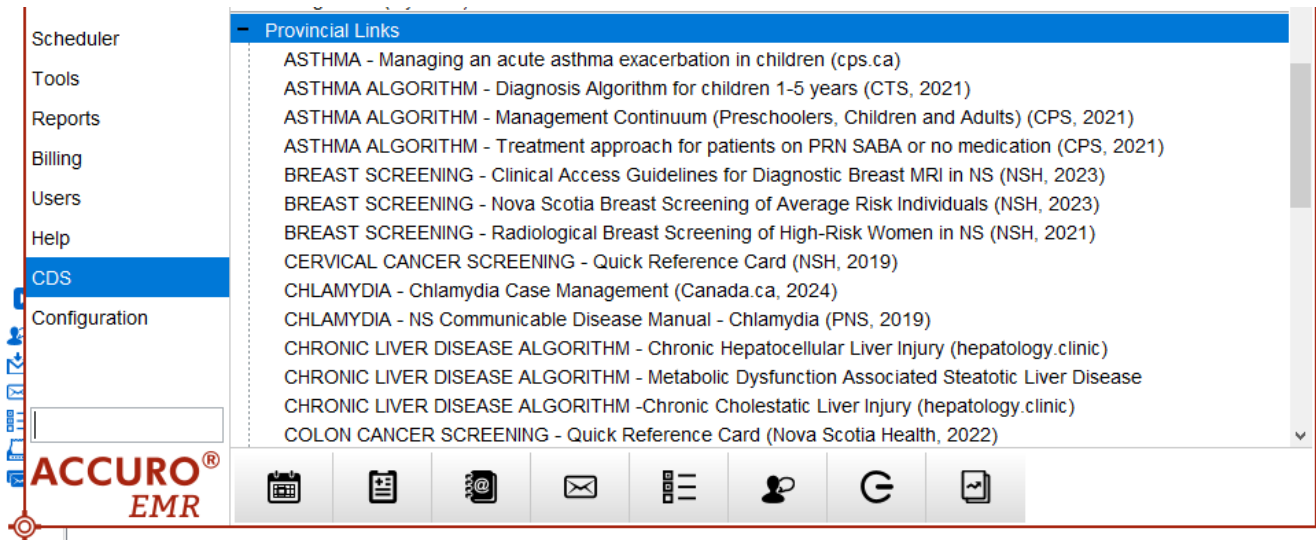 Scheduler
Tools
Reports
Billing
Users
Help
CDS
Configuration
ACCURO®
EMR
Provincial Links
ASTHMA - Managing an acute asthma exacerbation in children (cps.ca)
ASTHMA ALGORITHM - Diagnosis Algorithm for children 1-5 years (CTS, 2021)
ASTHMA ALGORITHM - Management Continuum (Preschoolers, Children and Adults) (CPS, 2021)
ASTHMA ALGORITHM - Treatment approach for patients on PRN SABA or no medication (CPS, 2021)
BREAST SCREENING - Clinical Access Guidelines for Diagnostic Breast MRI in NS (NSH, 2023)
BREAST SCREENING - Nova Scotia Breast Screening of Average Risk Individuals (NSH, 2023)
BREAST SCREENING - Radiological Breast Screening of High-Risk Women in NS (NSH, 2021)
CERVICAL CANCER SCREENING - Quick Reference Card (NSH, 2019)
CHLAMYDIA - Chlamydia Case Management (Canada.ca, 2024)
CHLAMYDIA - NS Communicable Disease Manual - Chlamydia (PNS, 2019)
CHRONIC LIVER DISEASE ALGORITHM - Chronic Hepatocellular Liver Injury (hepatology.clinic)
CHRONIC LIVER DISEASE ALGORITHM - Metabolic Dysfunction Associated Steatotic Liver Disease
CHRONIC LIVER DISEASE ALGORITHM -Chronic Cholestatic Liver Injury (hepatology.clinic)
COLON CANCER SCREENING - Quick Reference Card (Nova Scotia Health, 2022)